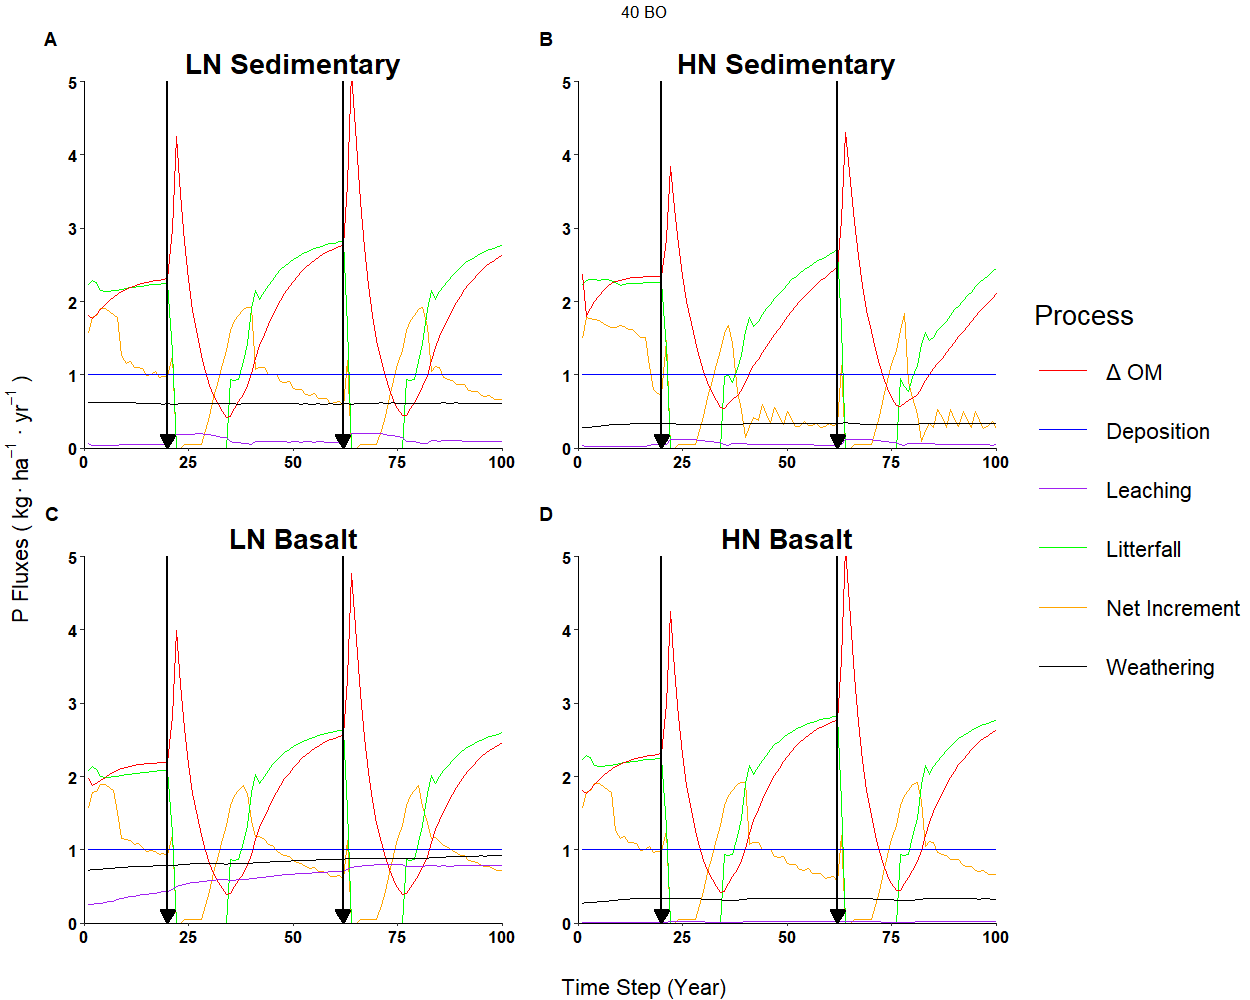 40 BO
A
LN Sedimentary
5
4
3
2
1
0
0 25 50 75 100
B
HN Sedimentary
5
4
3
2
1
0
0 25 50 75 100
C
LN Basalt
5
4
3
2
1
0
0 25 50 75 100
D
HN Basalt
5
4
3
2
1
0
0 25 50 75 100
P Fluxes ( kg · ha⁻¹ · yr⁻¹ )
Time Step (Year)
Process
Δ OM
Deposition
Leaching
Litterfall
Net Increment
Weathering